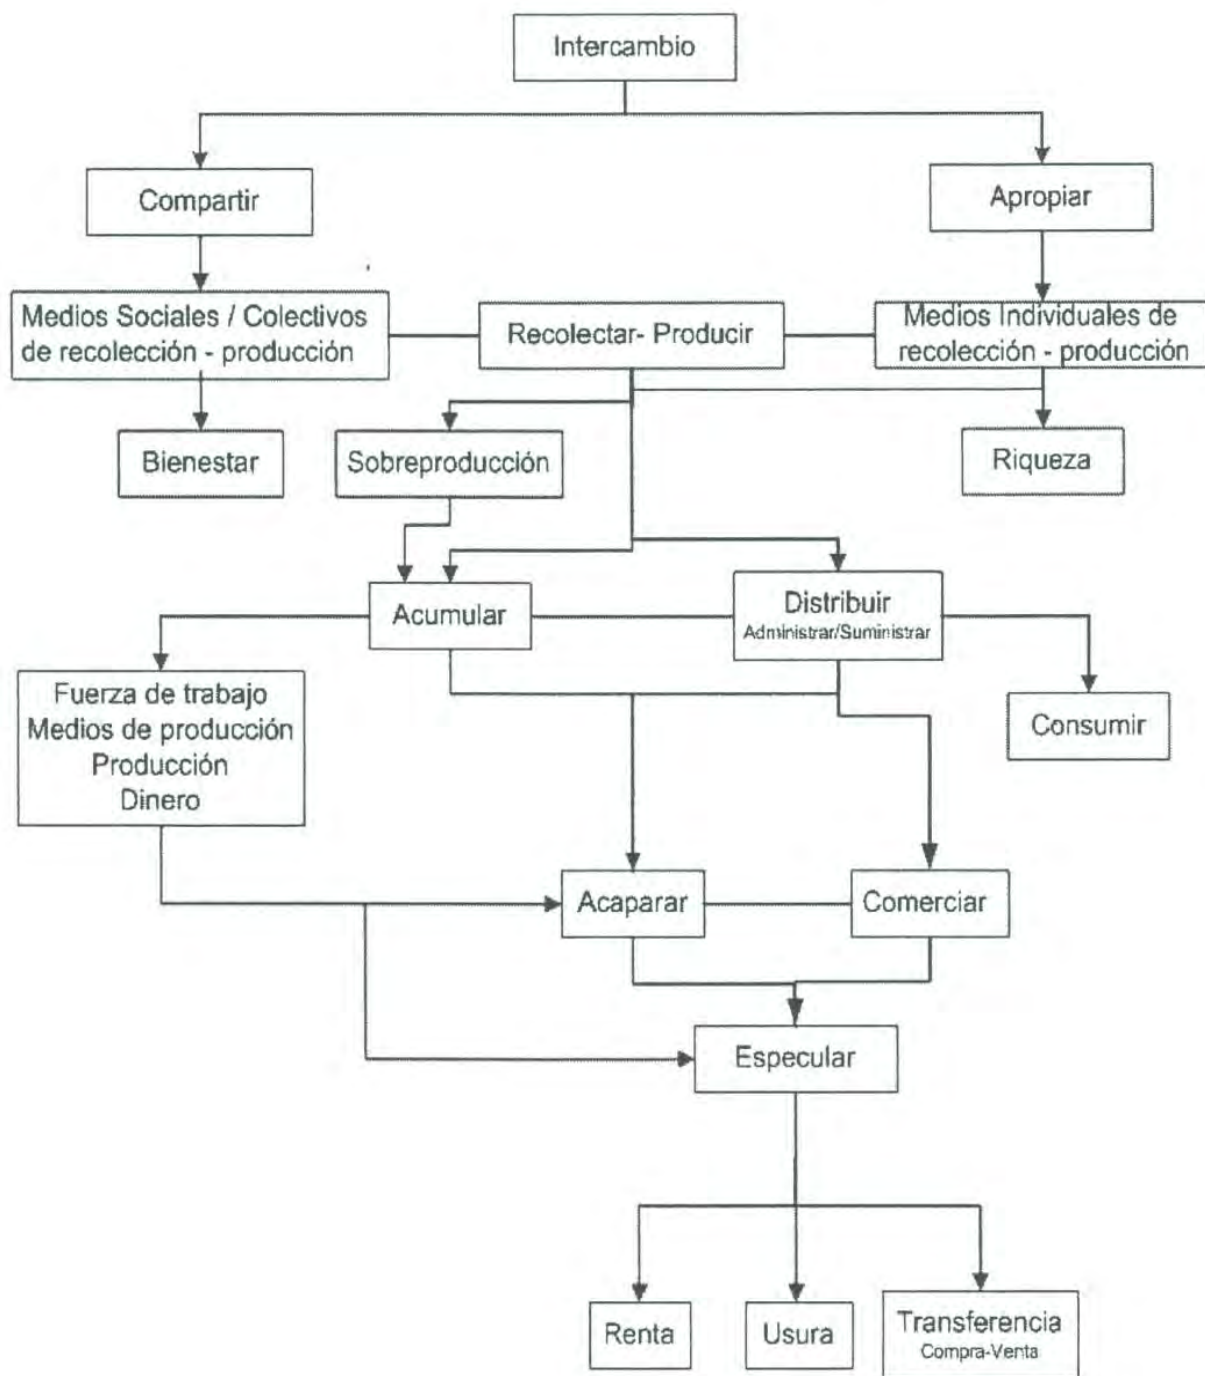 Intercambio
Compartir
Apropiar
Medios Sociales / Colectivos
de recolección - producción
Recolectar- Producir
Medios Individuales de
recolección - producción
Bienestar
Sobreproducción
Riqueza
Acumular
Distribuir
Administrar/Suministrar
Fuerza de trabajo
Medios de producción
Producción
Dinero
Consumir
Acaparar
Comerciar
Especular
Renta
Usura
Transferencia
Compra-Venta